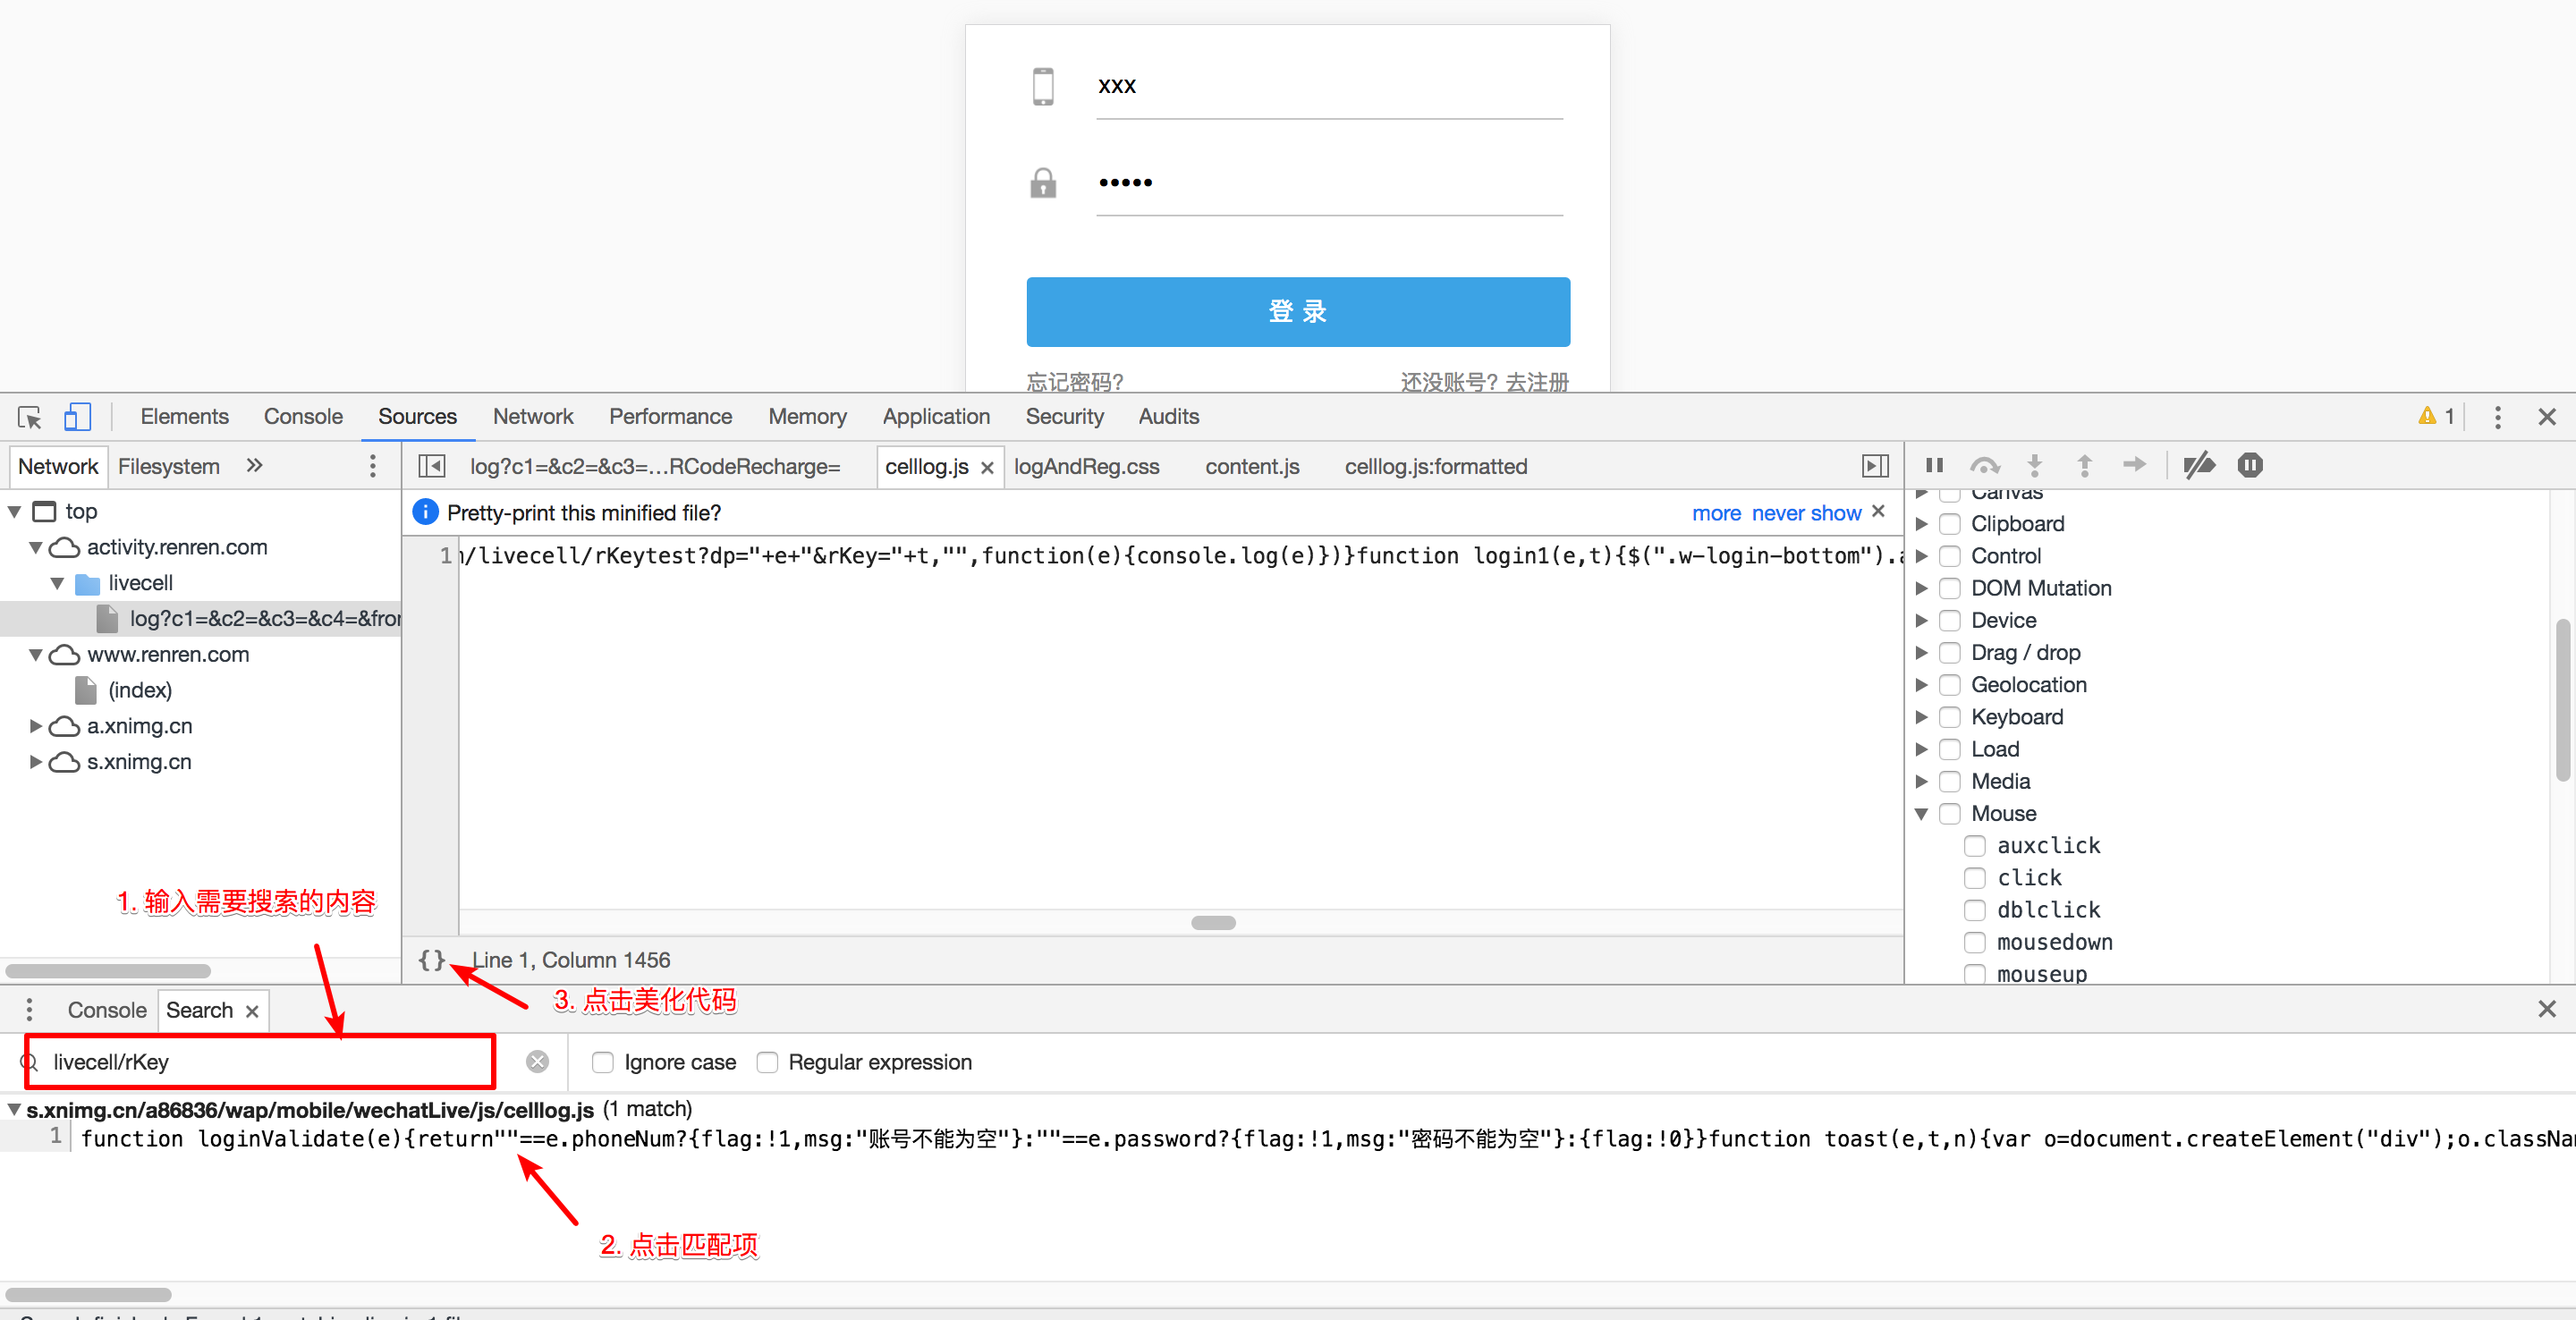 xxx
•••••
登 录
忘记密码?
还没账号? 去注册
Elements Console Sources Network Performance Memory Application Security Audits
1
Network Filesystem »
log?c1=&c2=&c3=…RCodeRecharge= celllog.js × logAndReg.css content.js celllog.js:formatted
top
activity.renren.com
livecell
log?c1=&c2=&c3=&c4=&fror
www.renren.com
(index)
a.xnimg.cn
s.xnimg.cn
Pretty-print this minified file?
more never show ×
1 /livecell/rKeytest?dp="+e+"&rKey="+t,"",function(e){console.log(e)})}function login1(e,t){$(".w-login-bottom").a
{} Line 1, Column 1456
Canvas
Clipboard
Control
DOM Mutation
Device
Drag / drop
Geolocation
Keyboard
Load
Media
Mouse
auxclick
click
dblclick
mousedown
mouseup
1. 输入需要搜索的内容
3. 点击美化代码
Console Search ×
livecell/rKey
Ignore case Regular expression
s.xnimg.cn/a86836/wap/mobile/wechatLive/js/celllog.js (1 match)
1 function loginValidate(e){return""==e.phoneNum?{flag:!1,msg:"账号不能为空"}:""==e.password?{flag:!1,msg:"密码不能为空"}:{flag:!0}}function toast(e,t,n){var o=document.createElement("div");o.classNa
2. 点击匹配项